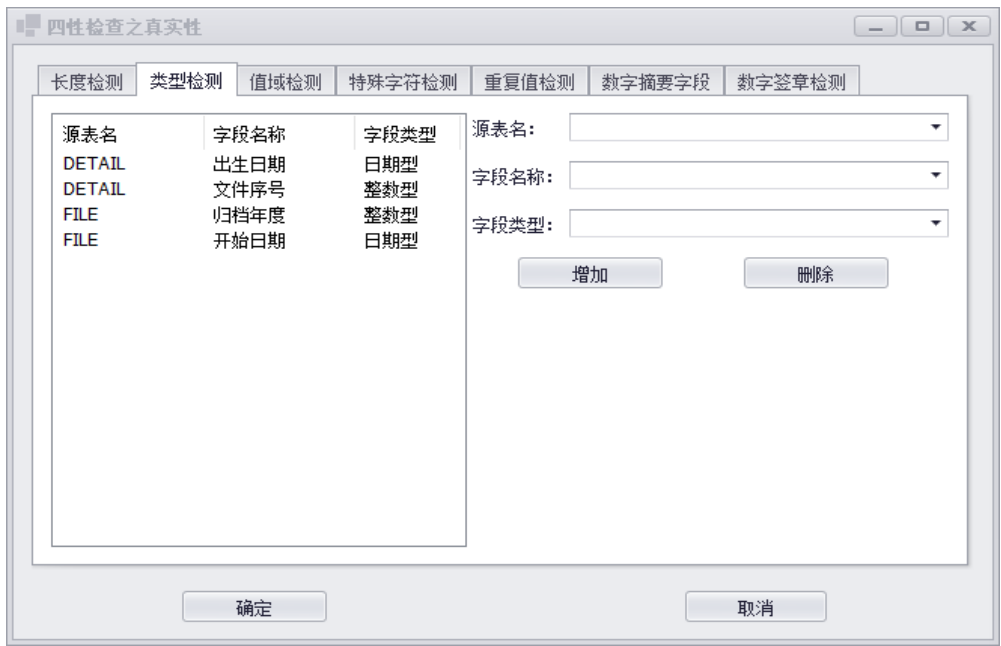 四性检查之真实性
长度检测 类型检测 值域检测 特殊字符检测 重复值检测 数字摘要字段 数字签章检测
源表名 字段名称 字段类型
DETAIL 出生日期 日期型
DETAIL 文件序号 整数型
FILE 归档年度 整数型
FILE 开始日期 日期型
源表名：
字段名称：
字段类型：
增加 删除
确定 取消